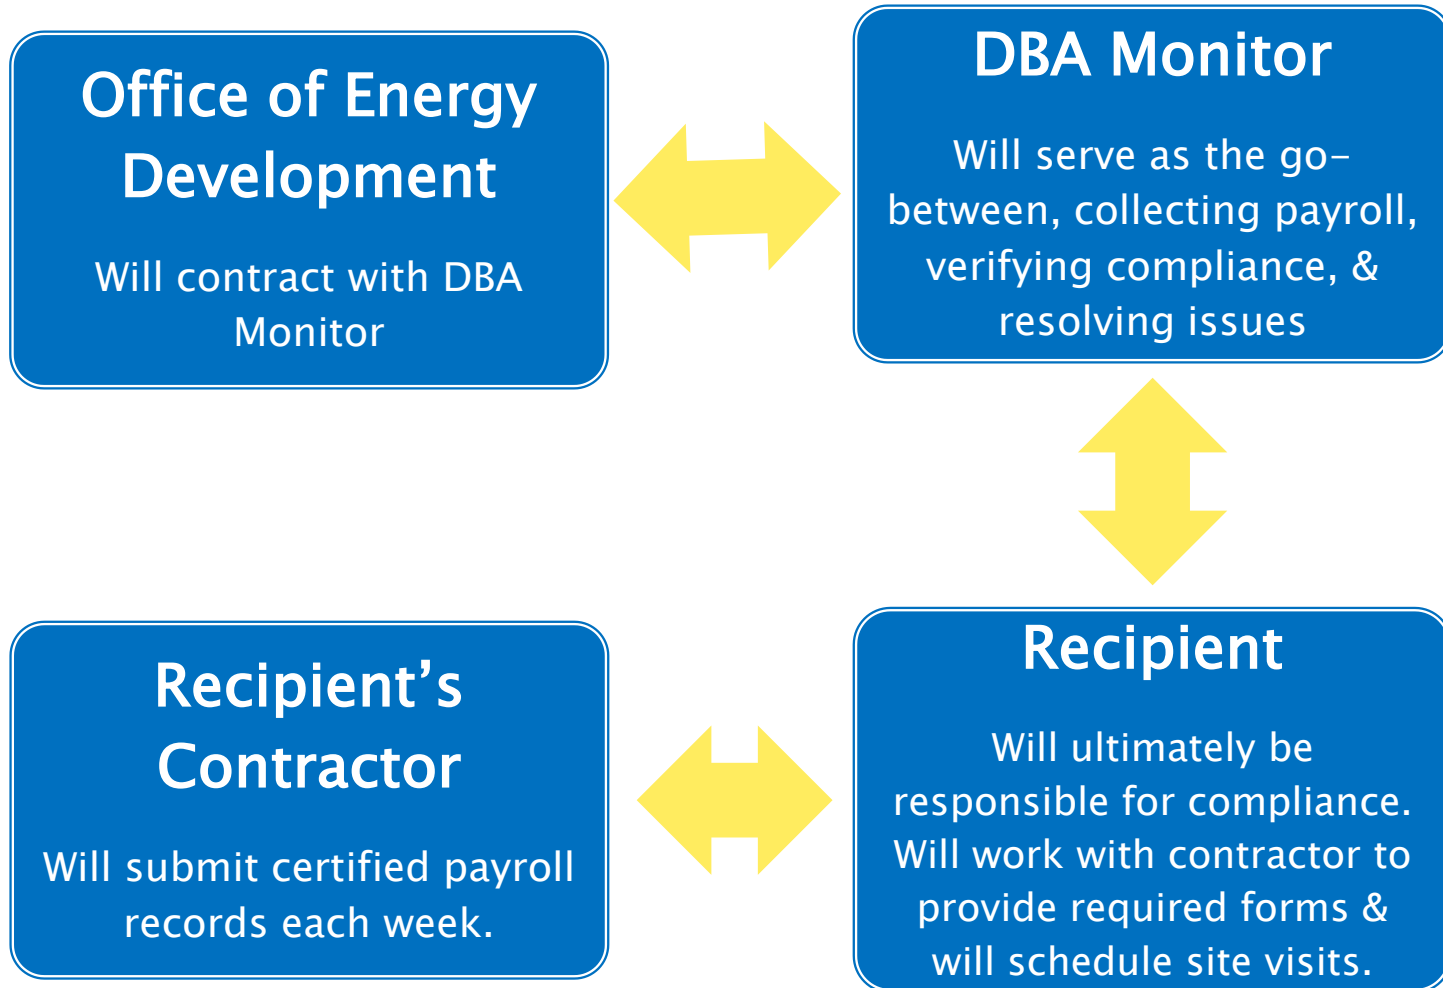 Office of Energy
Development
Will contract with DBA
Monitor
DBA Monitor
Will serve as the go-
between, collecting payroll,
verifying compliance, &
resolving issues
Recipient’s
Contractor
Will submit certified payroll
records each week.
Recipient
Will ultimately be
responsible for compliance.
Will work with contractor to
provide required forms &
will schedule site visits.